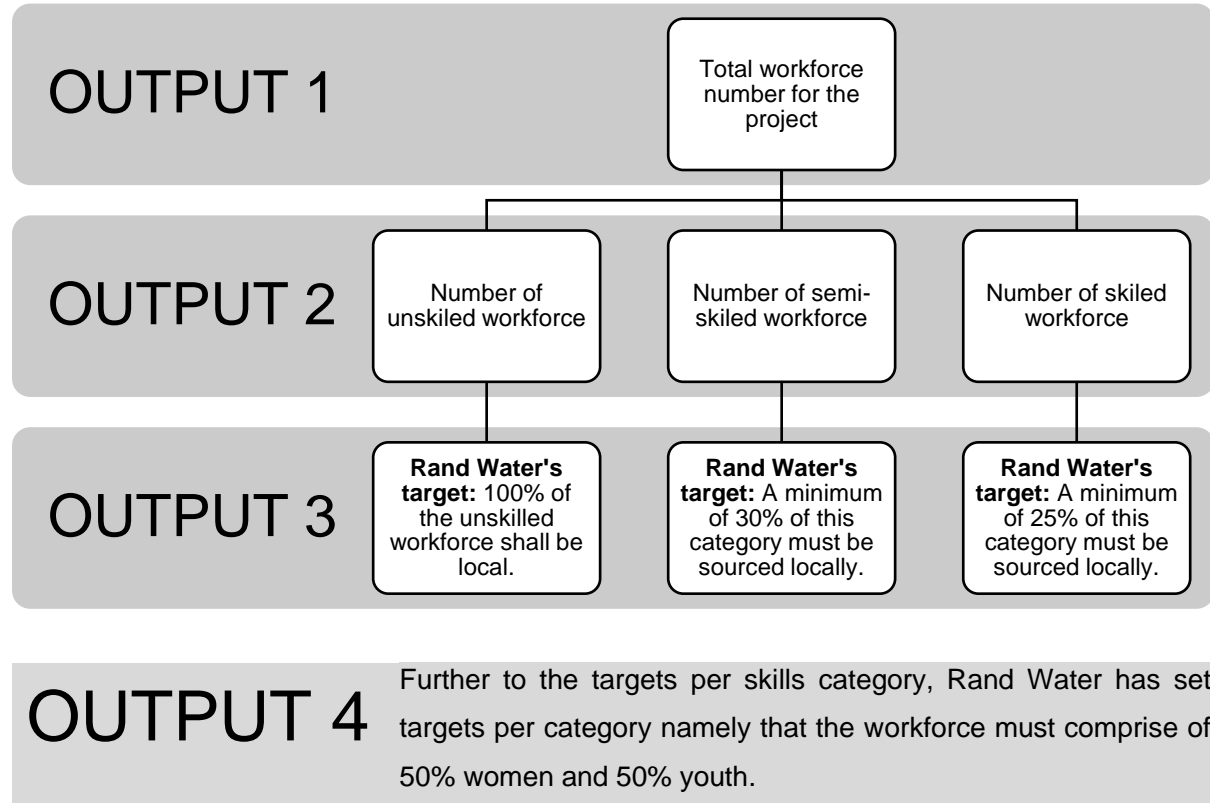 OUTPUT 1
Total workforce
number for the
project
OUTPUT 2
Number of
unskiled workforce
Number of semi-
skiled workforce
Number of skiled
workforce
OUTPUT 3
Rand Water's
target: 100% of
the unskilled
workforce shall be
local.
Rand Water's
target: A minimum
of 30% of this
category must be
sourced locally.
Rand Water's
target: A minimum
of 25% of this
category must be
sourced locally.
OUTPUT 4
Further to the targets per skills category, Rand Water has set
targets per category namely that the workforce must comprise of
50% women and 50% youth.